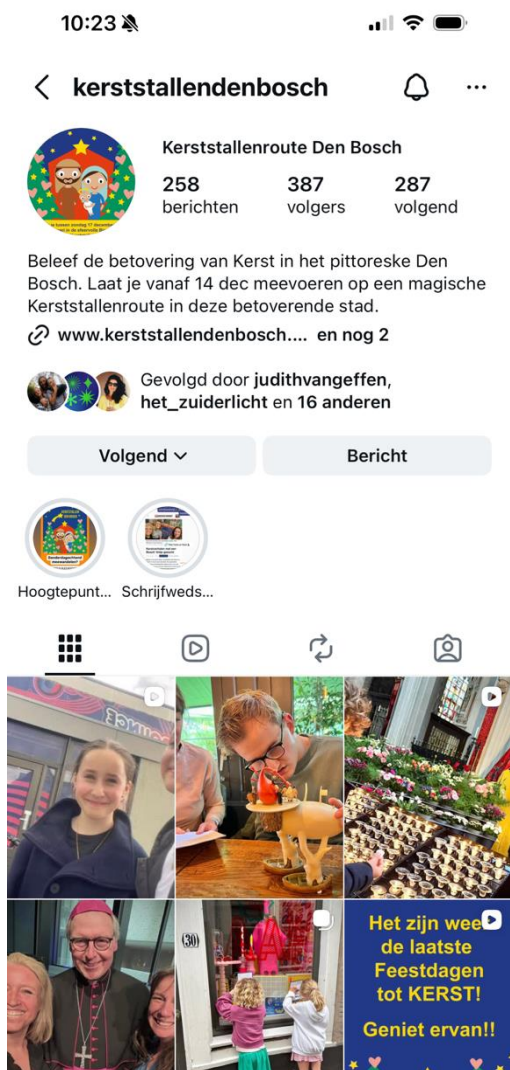 10:23
kerststallendenbosch
Kerststallenroute Den Bosch
258 387 287
berichten volgers volgend
Beleef de betovering van Kerst in het pittoreske Den
Bosch. Laat je vanaf 14 dec meevoeren op een magische
Kerststallenroute in deze betoverende stad.
www.kerststallendenbosch.... en nog 2
Gevolgd door judithvangeffen,
het_zuiderlicht en 16 anderen
Volgend Bericht
Hoogtepunt... Schrijfweds...
BOUNCE
30
Het zijn wee
de laatste
Feestdagen
tot KERST!
Geniet ervan!!